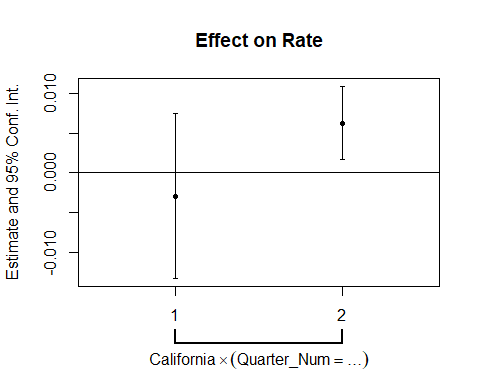 Effect on Rate
Estimate and 95% Conf. Int.
0.010
0.000
-0.010
1 2
California × (Quarter_Num = ...)